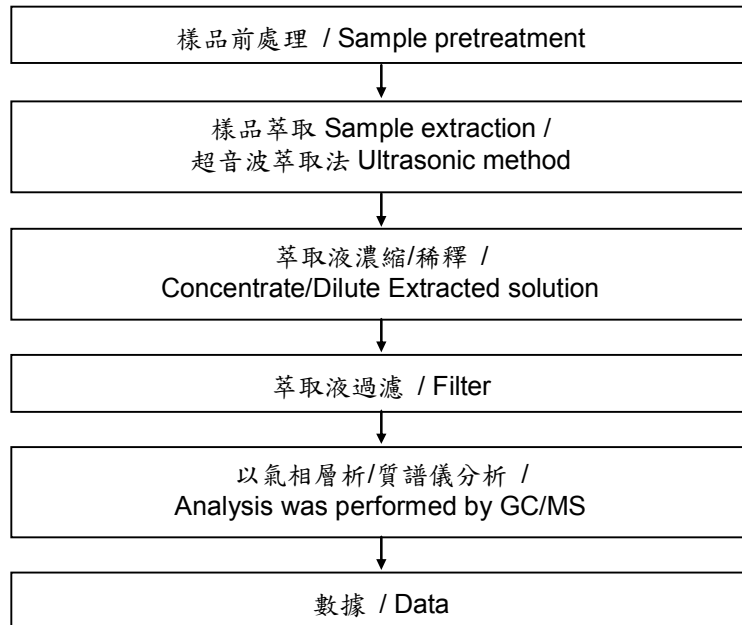 樣品前處理 / Sample pretreatment
樣品萃取 Sample extraction /
超音波萃取法 Ultrasonic method
萃取液濃縮/稀釋 /
Concentrate/Dilute Extracted solution
萃取液過濾 / Filter
以氣相層析/質譜儀分析 /
Analysis was performed by GC/MS
數據 / Data